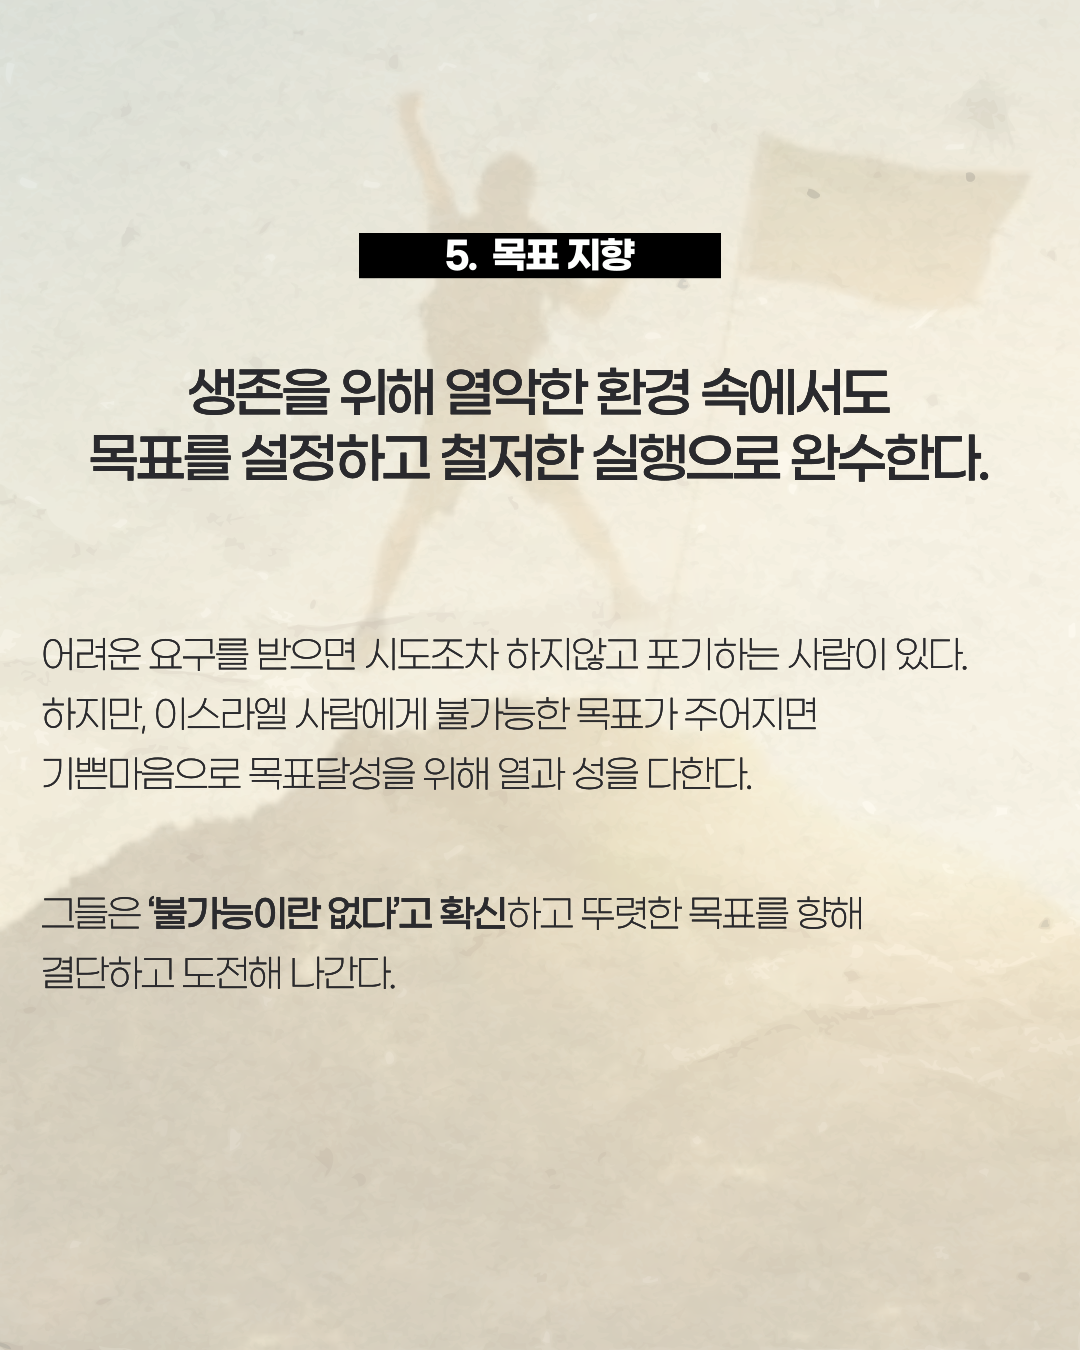 5. 목표 지향
생존을 위해 열악한 환경 속에서도
목표를 설정하고 철저한 실행으로 완수한다.
어려운 요구를 받으면 시도조차 하지않고 포기하는 사람이 있다.
하지만, 이스라엘 사람에게 불가능한 목표가 주어지면
기쁜마음으로 목표달성을 위해 열과 성을 다한다.
그들은 ‘불가능이란 없다’고 확신하고 뚜렷한 목표를 향해
결단하고 도전해 나간다.